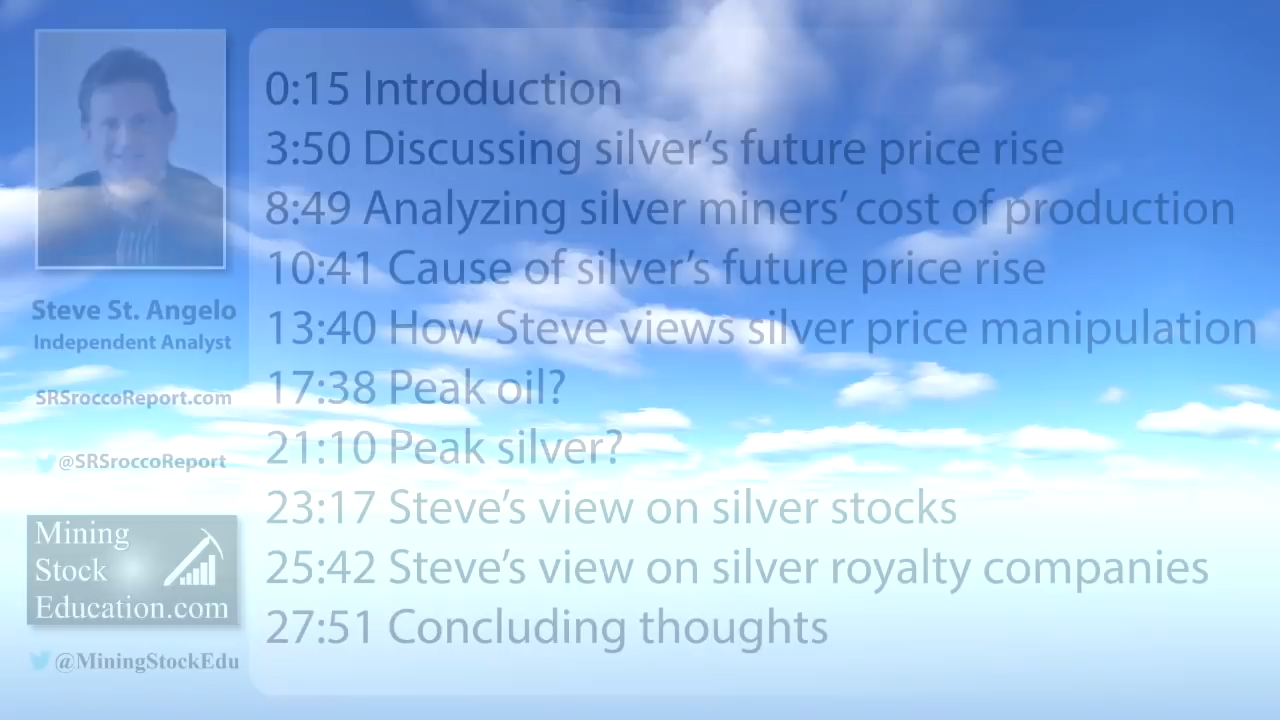 Steve St. Angelo
Independent Analyst
SRSroccoReport.com
@SRSroccoReport
Mining
Stock
Education.com
@MiningStockEdu
0:15 Introduction
3:50 Discussing silver’s future price rise
8:49 Analyzing silver miners’ cost of production
10:41 Cause of silver’s future price rise
13:40 How Steve views silver price manipulation
17:38 Peak oil?
21:10 Peak silver?
23:17 Steve’s view on silver stocks
25:42 Steve’s view on silver royalty companies
27:51 Concluding thoughts